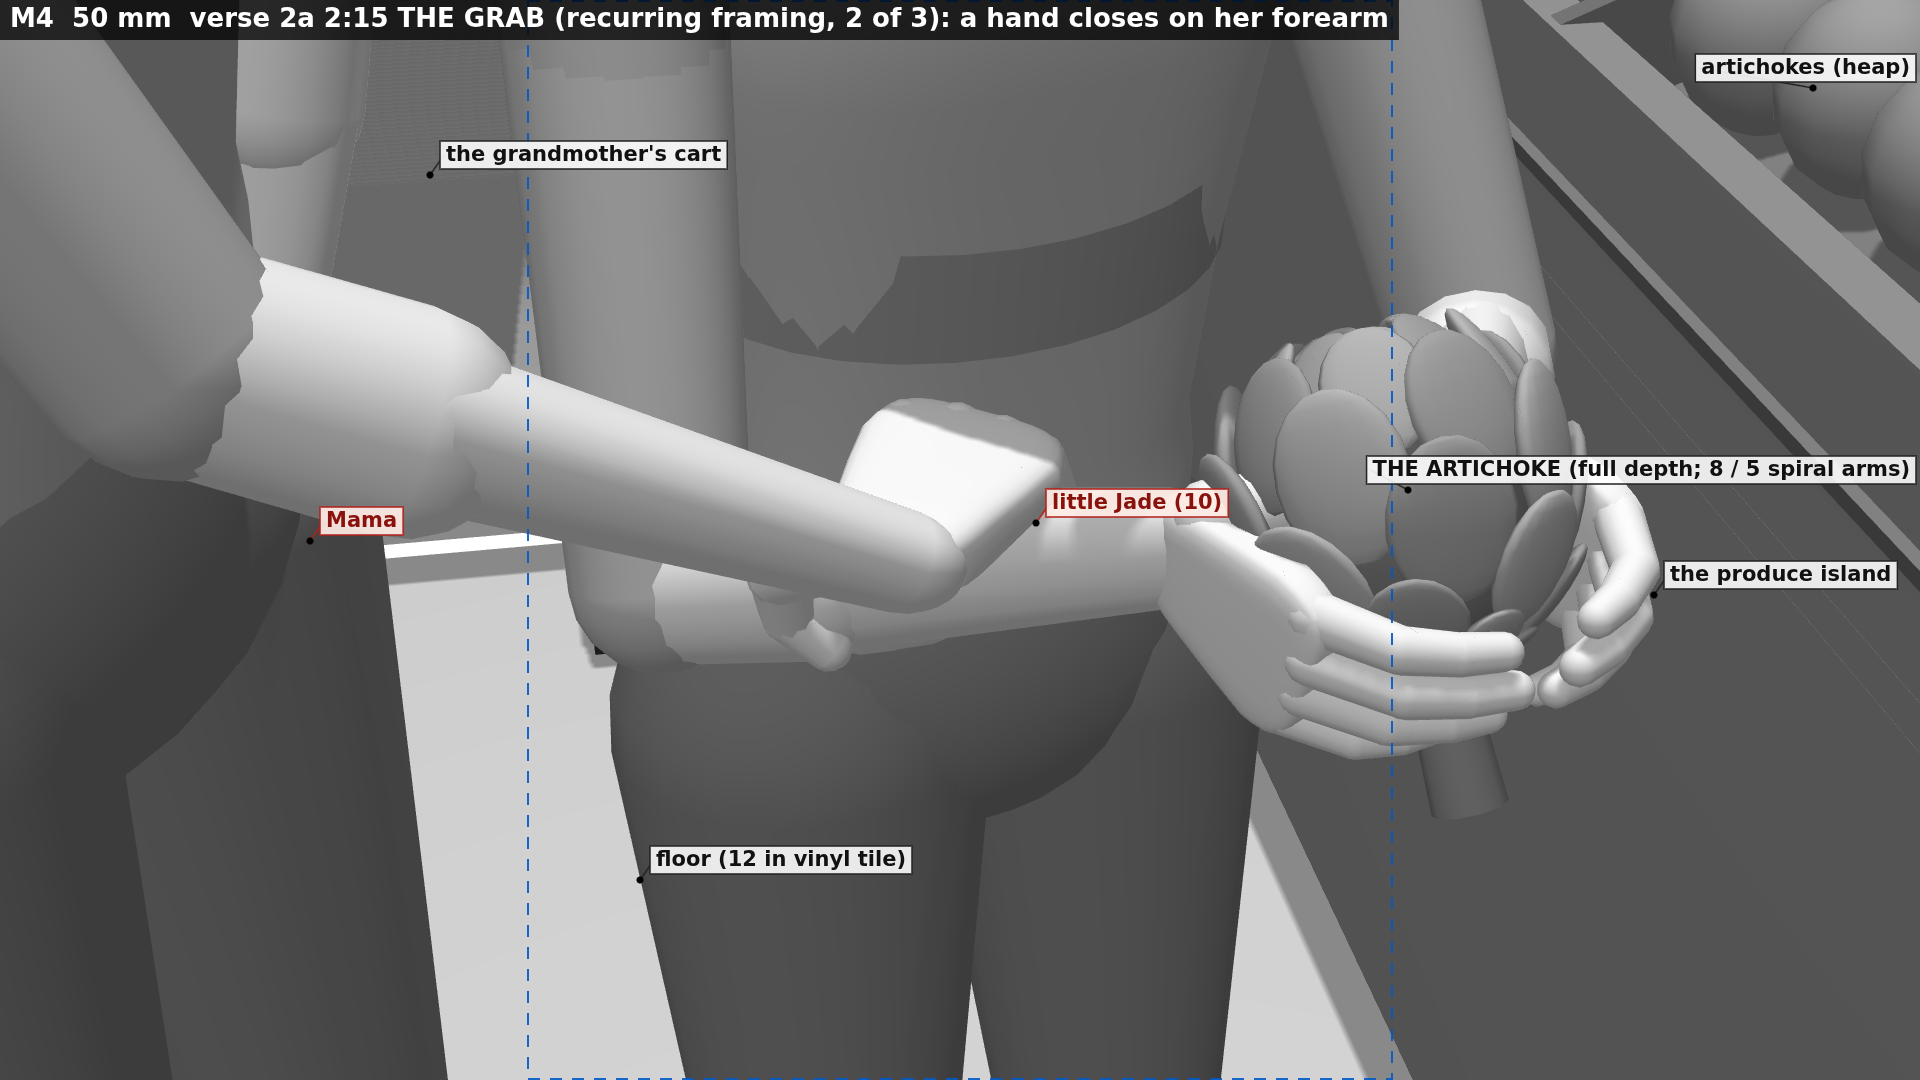 M4  50 mm  verse 2a 2:15 THE GRAB (recurring framing, 2 of 3): a hand closes on her forearm
artichokes (heap)
the grandmother's cart
THE ARTICHOKE (full depth; 8 / 5 spiral arms)
little Jade (10)
Mama
the produce island
floor (12 in vinyl tile)